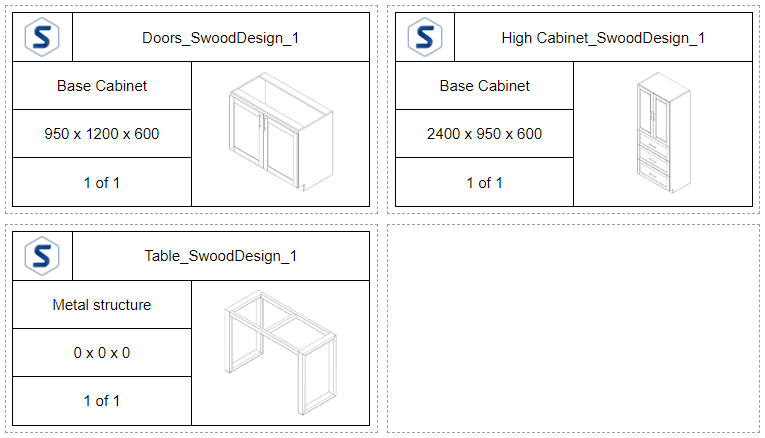 S
Doors_SwoodDesign_1
Base Cabinet
950 x 1200 x 600
1 of 1
S
High Cabinet_SwoodDesign_1
Base Cabinet
2400 x 950 x 600
1 of 1
S
Table_SwoodDesign_1
Metal structure
0 x 0 x 0
1 of 1